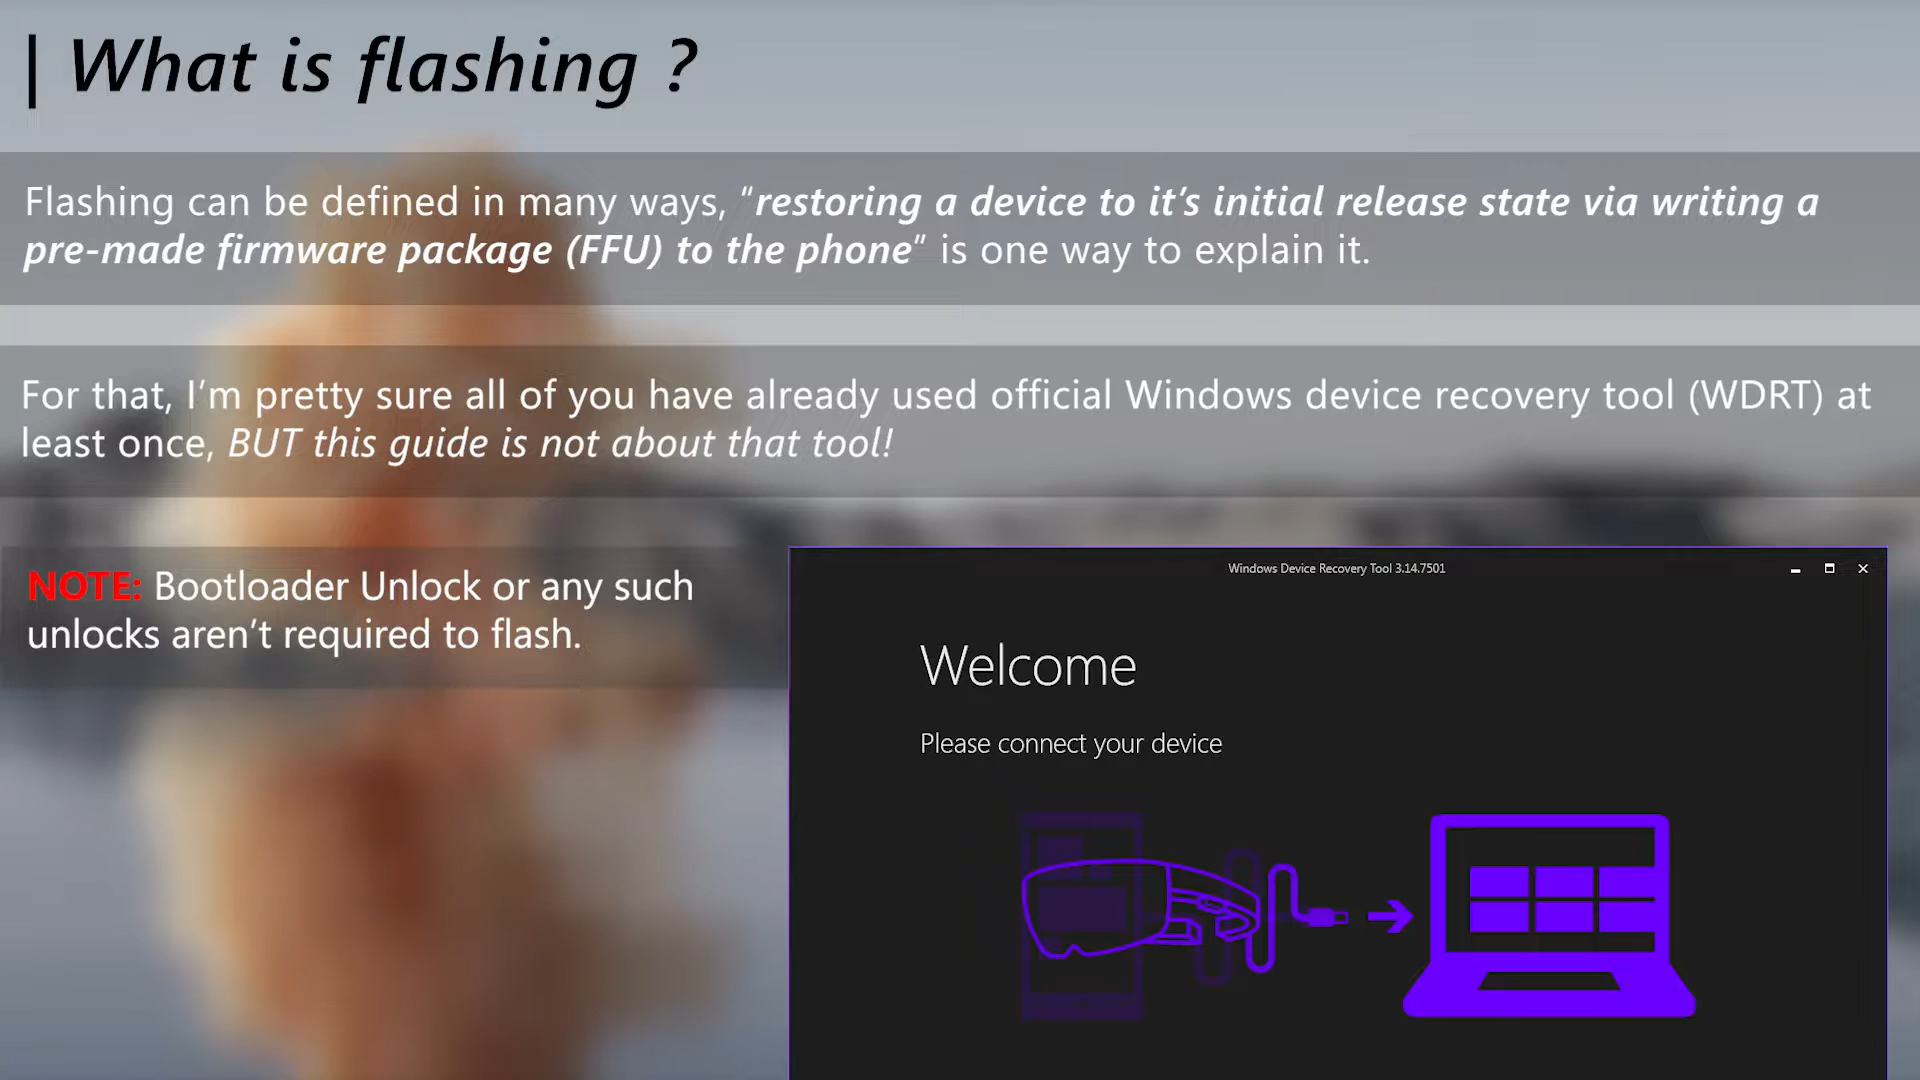 | What is flashing ?
Flashing can be defined in many ways, “restoring a device to it’s initial release state via writing a
pre-made firmware package (FFU) to the phone” is one way to explain it.
For that, I’m pretty sure all of you have already used official Windows device recovery tool (WDRT) at
least once, BUT this guide is not about that tool!
NOTE: Bootloader Unlock or any such
unlocks aren’t required to flash.
Windows Device Recovery Tool 3.14.7501
Welcome
Please connect your device